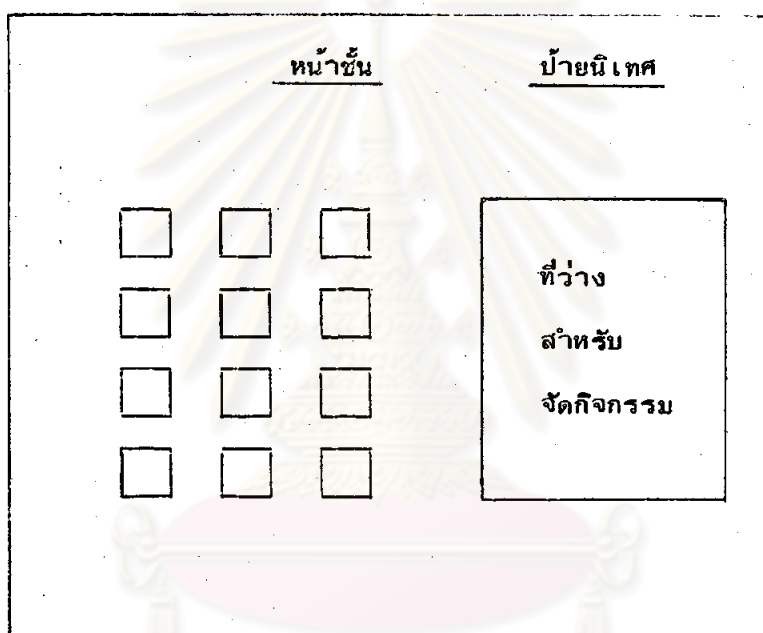 หน้าชั้น
ป้ายนิเทศ
ที่ว่าง
สำหรับ
จัดกิจกรรม